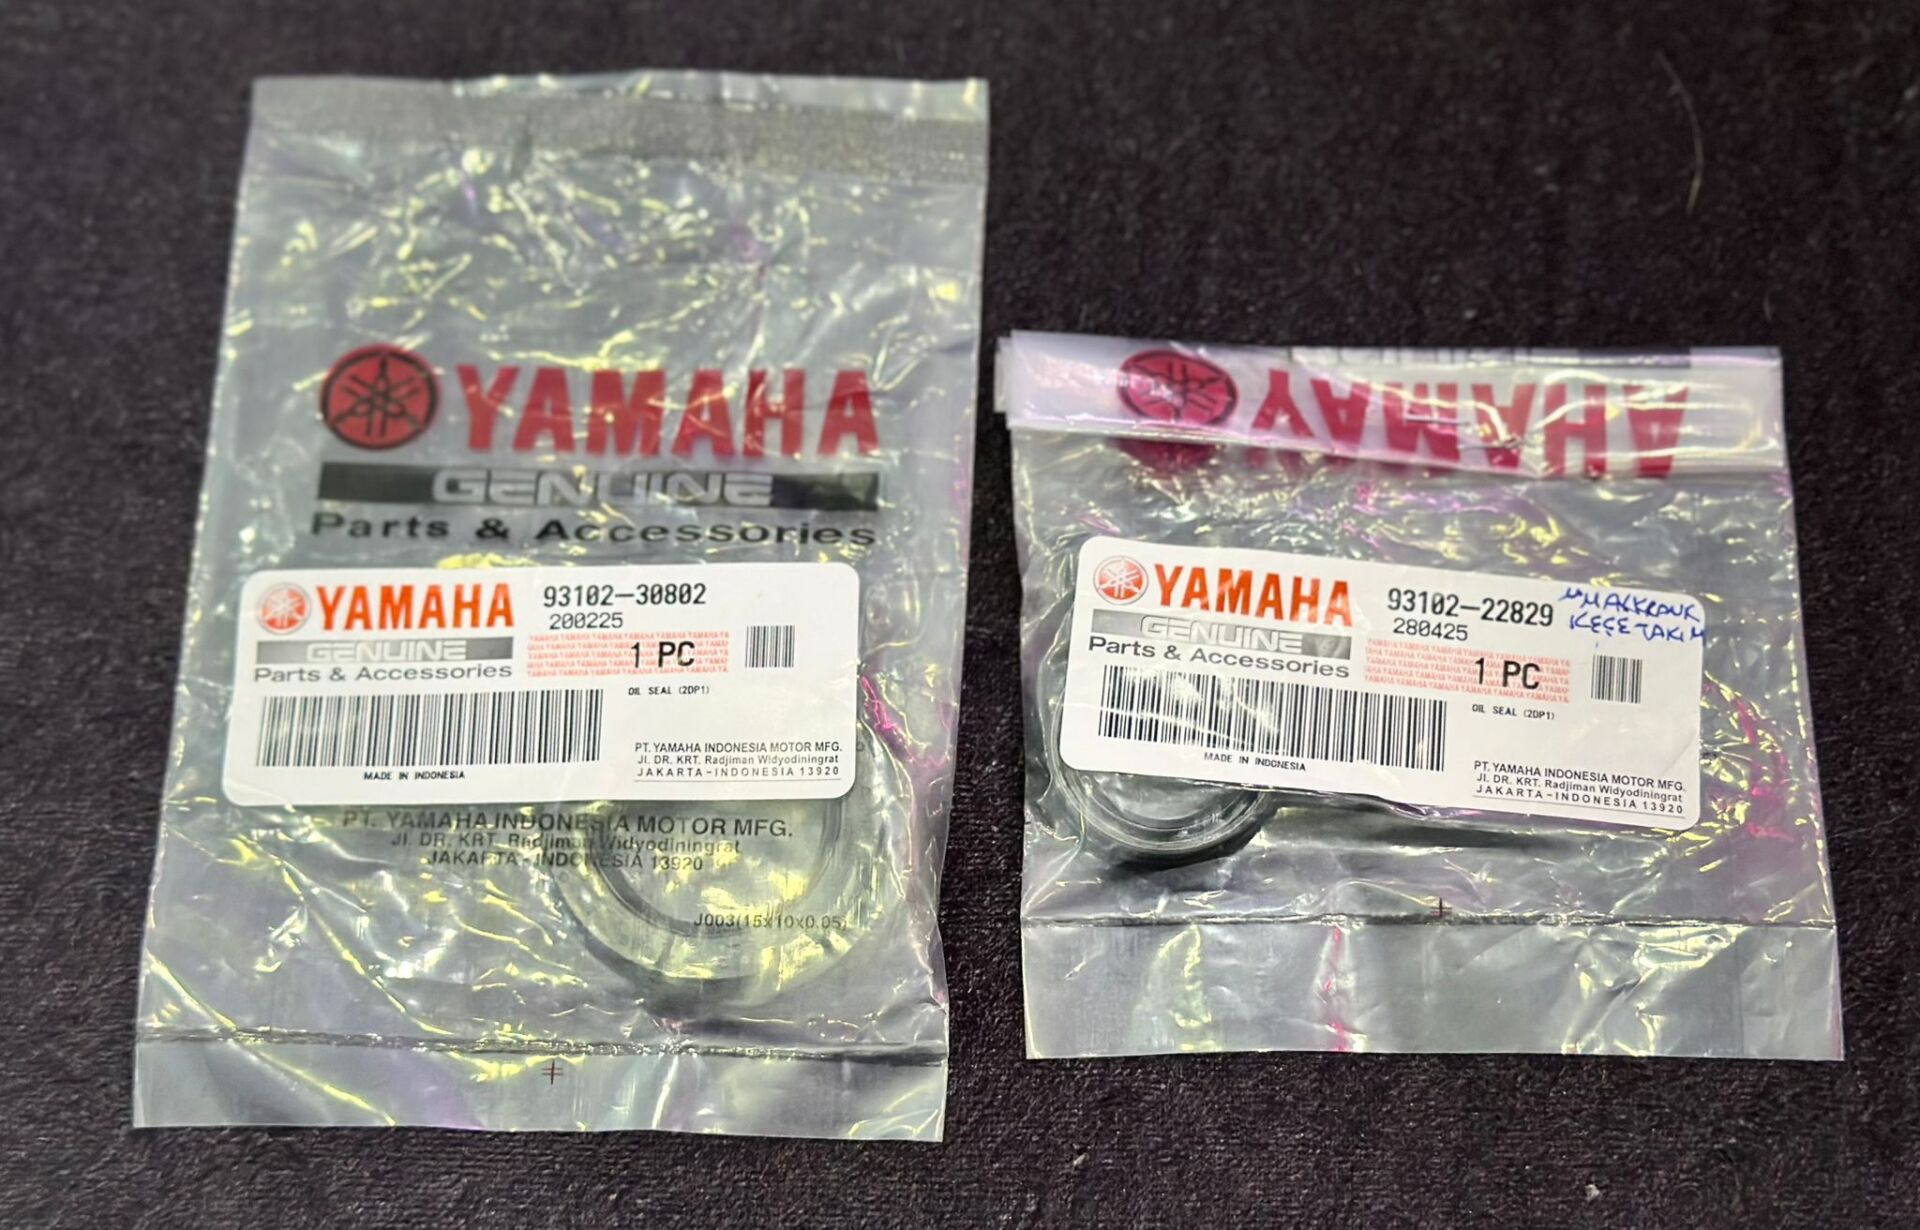 YAMAHA
GENUINE
Parts & Accessories
YAMAHA 93102-30802
200225
GENUINE
1 PC
Parts & Accessories
OIL SEAL (2DP1)
PT. YAMAHA INDONESIA MOTOR MFG.
Jl. DR. KRT. Radjiman Widyodiningrat
JAKARTA-INDONESIA 13920
MADE IN INDONESIA
PT. YAMAHA INDONESIA MOTOR MFG.
Jl. DR. KRT. Radjiman Widyodiningrat
JAKARTA-INDONESIA 13920
J003(15x10x0.05)
YAMAHA
YAMAHA 93102-22829
280425
KEÇE TAKIM
GENUINE
1 PC
Parts & Accessories
OIL SEAL (2DP1)
MADE IN INDONESIA
PT. YAMAHA INDONESIA MOTOR MFG.
Jl. DR. KRT. Radjiman Widyodiningrat
JAKARTA-INDONESIA 13920